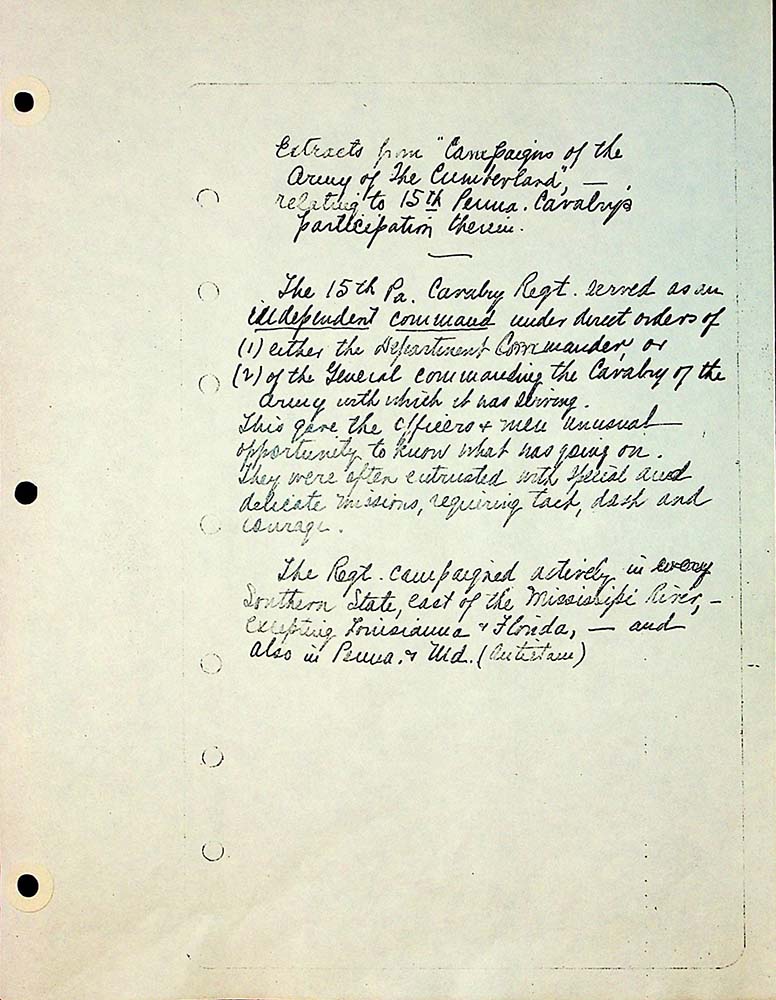 Extracts from "Campaigns of the
Army of The Cumberland", —
relating to 15th Penna. Cavalry's
participation therein.
The 15th Pa. Cavalry Regt. served as an
independent command under direct orders of
(1) either the Department Commander, or
(2) of the General commanding the Cavalry of the
Army with which it was serving.
This gave the officers & men unusual
opportunity to know what was going on.
They were often entrusted with special and
delicate missions, requiring tact, dash and
courage.
The Regt. campaigned actively in every
Southern State, east of the Mississippi River, —
excepting Louisianna & Florida, — and
also in Penna. & Md. (Antietam)